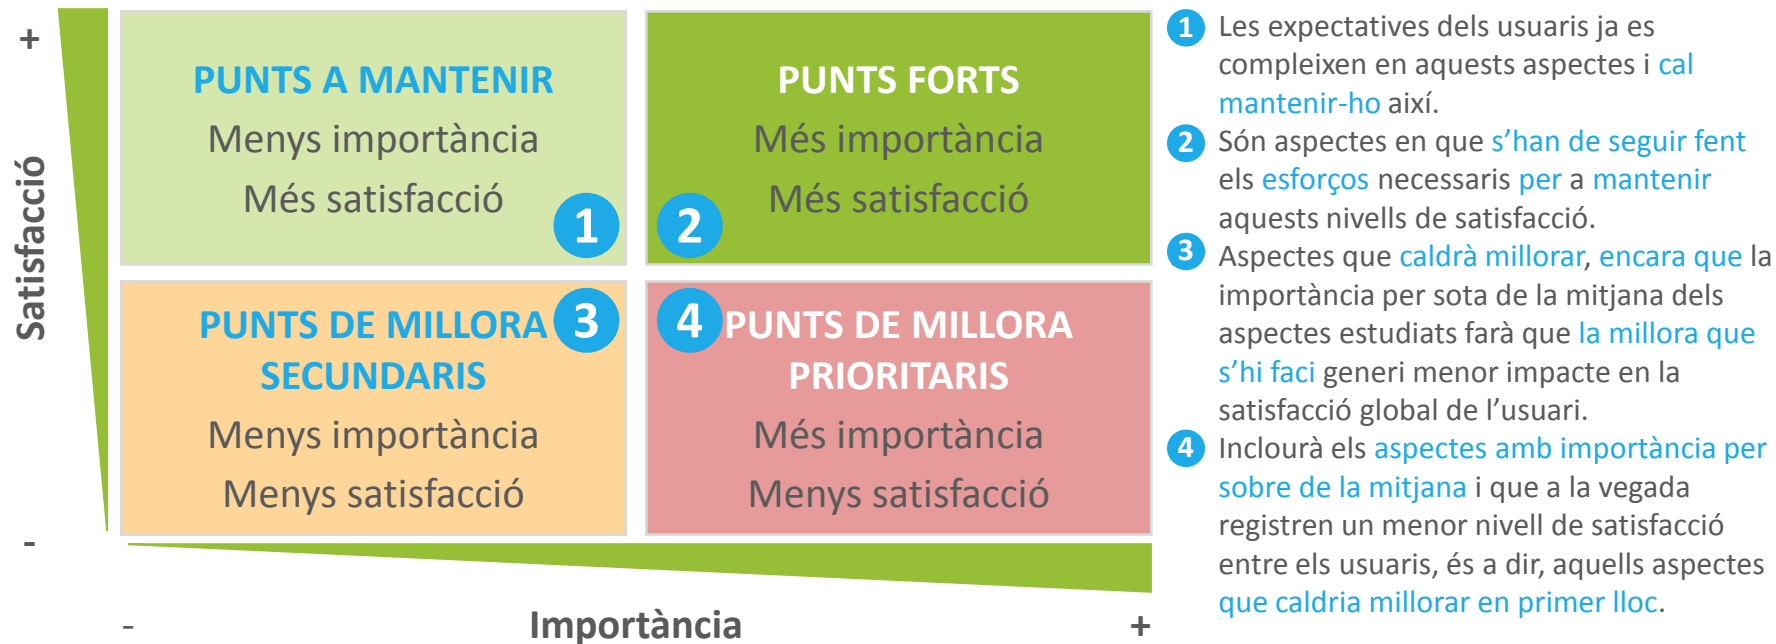 +
Satisfacció
-
PUNTS A MANTENIR
Menys importància
Més satisfacció
1
PUNTS FORTS
Més importància
Més satisfacció
2
PUNTS DE MILLORA
SECUNDARIS
Menys importància
Menys satisfacció
3
4
PUNTS DE MILLORA
PRIORITARIS
Més importància
Menys satisfacció
-
Importància
+
1 Les expectatives dels usuaris ja es
compleixen en aquests aspectes i cal
mantenir-ho així.
2 Són aspectes en que s’han de seguir fent
els esforços necessaris per a mantenir
aquests nivells de satisfacció.
3 Aspectes que caldrà millorar, encara que la
importància per sota de la mitjana dels
aspectes estudiats farà que la millora que
s’hi faci generi menor impacte en la
satisfacció global de l’usuari.
4 Inclourà els aspectes amb importància per
sobre de la mitjana i que a la vegada
registren un menor nivell de satisfacció
entre els usuaris, és a dir, aquells aspectes
que caldria millorar en primer lloc.